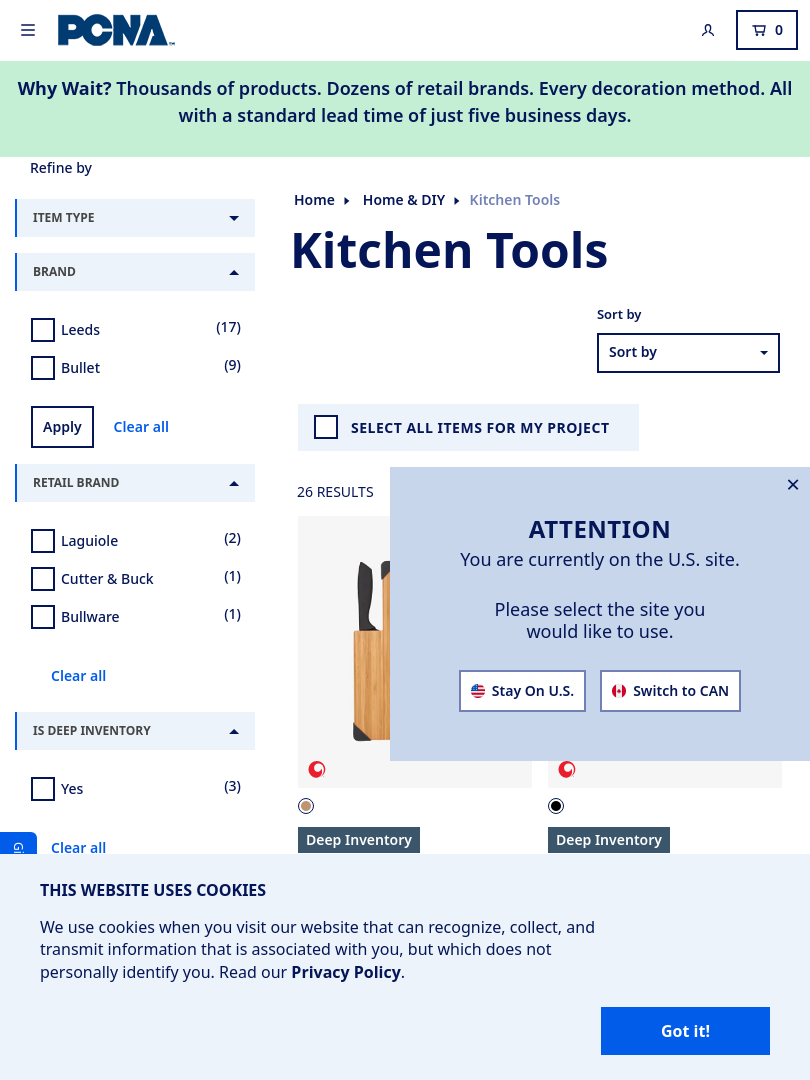 PCNA
0
Why Wait? Thousands of products. Dozens of retail brands. Every decoration method. All
with a standard lead time of just five business days.
Refine by
ITEM TYPE
BRAND
Leeds (17)
Bullet (9)
Apply Clear all
RETAIL BRAND
Laguiole (2)
Cutter & Buck (1)
Bullware (1)
Clear all
IS DEEP INVENTORY
Yes (3)
Clear all
Home Home & DIY Kitchen Tools
Kitchen Tools
Sort by
Sort by
SELECT ALL ITEMS FOR MY PROJECT
26 RESULTS
ATTENTION
You are currently on the U.S. site.
Please select the site you
would like to use.
Stay On U.S. Switch to CAN
Deep Inventory Deep Inventory
THIS WEBSITE USES COOKIES
We use cookies when you visit our website that can recognize, collect, and
transmit information that is associated with you, but which does not
personally identify you. Read our Privacy Policy.
Got it!